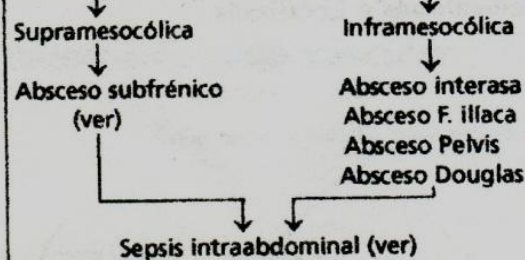 Supramesocólica
Inframesocólica
Absceso subfrénico
(ver)
Absceso interasa
Absceso F. ilíaca
Absceso Pelvis
Absceso Douglas
Sepsis intraabdominal (ver)